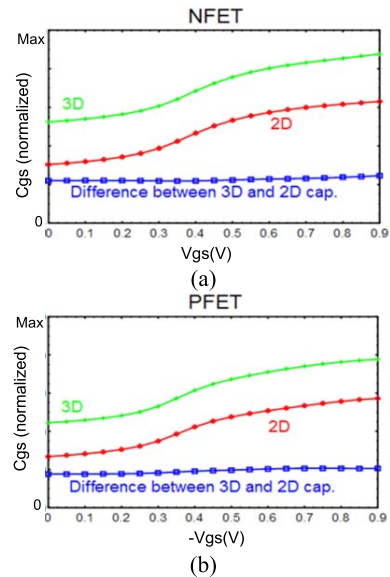 NFET
Max
3D
2D
Difference between 3D and 2D cap.
Cgs (normalized)
0
0 0.1 0.2 0.3 0.4 0.5 0.6 0.7 0.8 0.9
Vgs(V)
(a)
PFET
Max
3D
2D
Difference between 3D and 2D cap.
Cgs (normalized)
0
0 0.1 0.2 0.3 0.4 0.5 0.6 0.7 0.8 0.9
-Vgs(V)
(b)